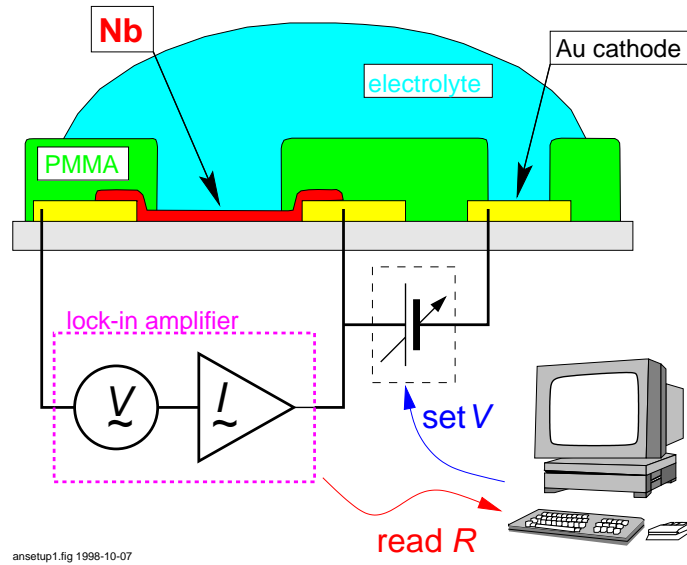 Nb
Au cathode
electrolyte
PMMA
lock-in amplifier
V
~
I
~
set V
read R
ansetup1.fig 1998-10-07